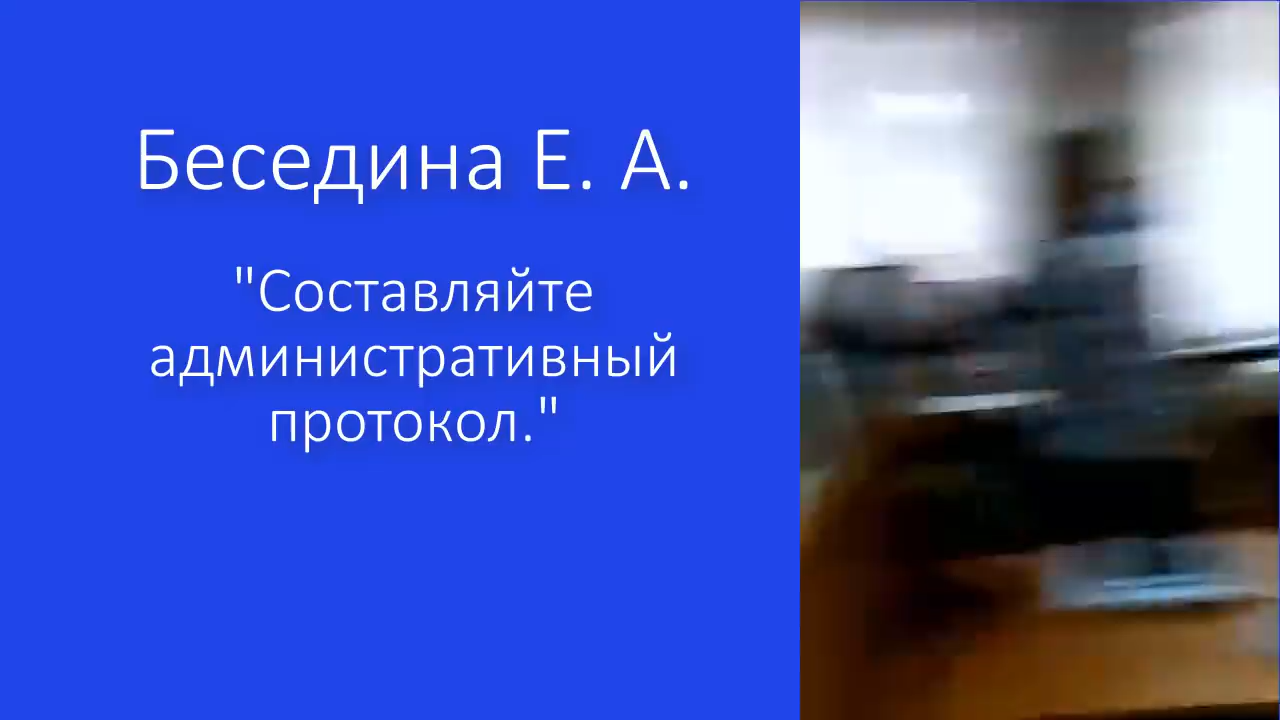 Беседина Е. А.
"Составляйте
административный
протокол."